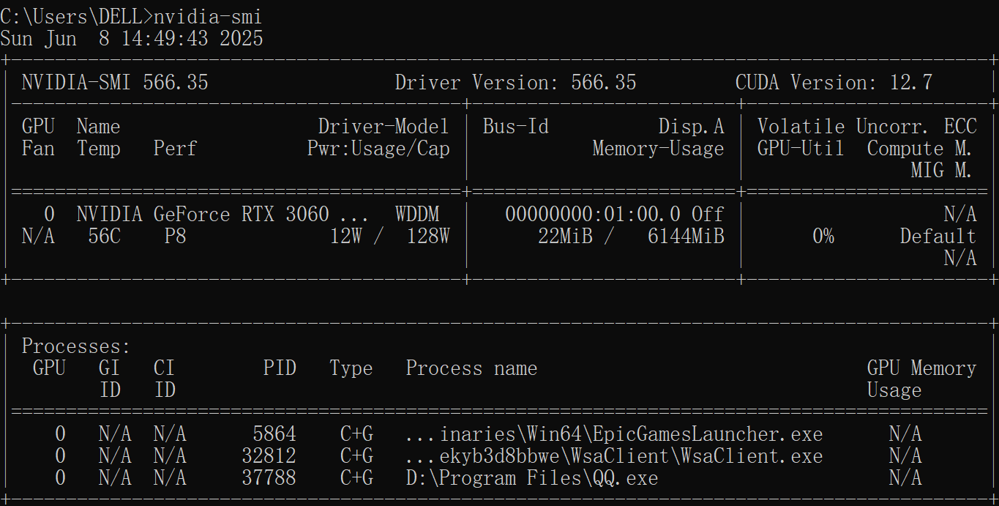 C:\Users\DELL>nvidia-smi
Sun Jun  8 14:49:43 2025
+-----------------------------------------------------------------------------------------+
| NVIDIA-SMI 566.35                 Driver Version: 566.35         CUDA Version: 12.7     |
|-----------------------------------------+------------------------+----------------------+
| GPU  Name                  Driver-Model | Bus-Id          Disp.A | Volatile Uncorr. ECC |
| Fan  Temp   Perf          Pwr:Usage/Cap |           Memory-Usage | GPU-Util  Compute M. |
|                                         |                        |               MIG M. |
|=========================================+========================+======================|
|   0  NVIDIA GeForce RTX 3060 ...  WDDM  |   00000000:01:00.0 Off |                  N/A |
| N/A   56C    P8              12W /  128W |      22MiB /   6144MiB |      0%      Default |
|                                         |                        |                  N/A |
+-----------------------------------------+------------------------+----------------------+
+-----------------------------------------------------------------------------------------+
| Processes:                                                                              |
|  GPU   GI   CI        PID   Type   Process name                              GPU Memory |
|        ID   ID                                                               Usage      |
|=========================================================================================|
|    0   N/A  N/A      5864    C+G   ...inaries\Win64\EpicGamesLauncher.exe      N/A      |
|    0   N/A  N/A     32812    C+G   ...ekyb3d8bbwe\WsaClient\WsaClient.exe      N/A      |
|    0   N/A  N/A     37788    C+G   D:\Program Files\QQ.exe                     N/A      |
+-----------------------------------------------------------------------------------------+